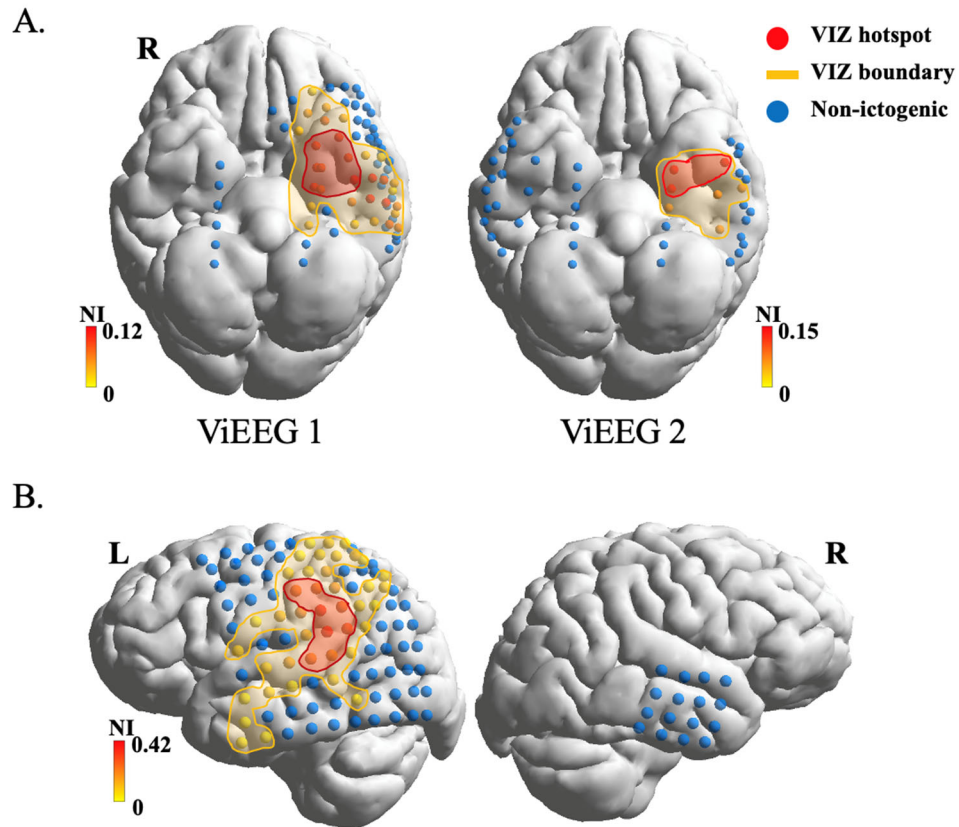 A.
R
VIZ hotspot
VIZ boundary
Non-ictogenic
NI
0.12
0
NI
0.15
0
ViEEG 1
ViEEG 2
B.
L
R
NI
0.42
0